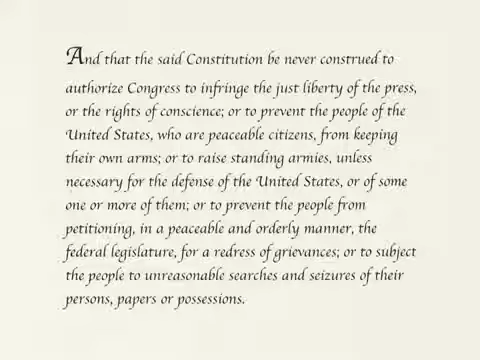 And that the said Constitution be never construed to
authorize Congress to infringe the just liberty of the press,
or the rights of conscience; or to prevent the people of the
United States, who are peaceable citizens, from keeping
their own arms; or to raise standing armies, unless
necessary for the defense of the United States, or of some
one or more of them; or to prevent the people from
petitioning, in a peaceable and orderly manner, the
federal legislature, for a redress of grievances; or to subject
the people to unreasonable searches and seizures of their
persons, papers or possessions.